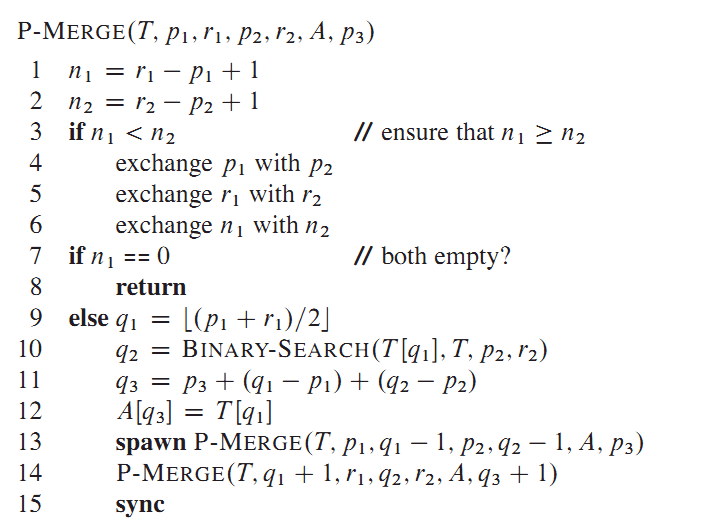 P-MERGE(T, p₁, r₁, p₂, r₂, A, p₃)
1 n₁ = r₁ − p₁ + 1
2 n₂ = r₂ − p₂ + 1
3 if n₁ < n₂ // ensure that n₁ ≥ n₂
4 exchange p₁ with p₂
5 exchange r₁ with r₂
6 exchange n₁ with n₂
7 if n₁ == 0 // both empty?
8 return
9 else q₁ = ⌊(p₁ + r₁)/2⌋
10 q₂ = BINARY-SEARCH(T[q₁], T, p₂, r₂)
11 q₃ = p₃ + (q₁ − p₁) + (q₂ − p₂)
12 A[q₃] = T[q₁]
13 spawn P-MERGE(T, p₁, q₁ − 1, p₂, q₂ − 1, A, p₃)
14 P-MERGE(T, q₁ + 1, r₁, q₂, r₂, A, q₃ + 1)
15 sync